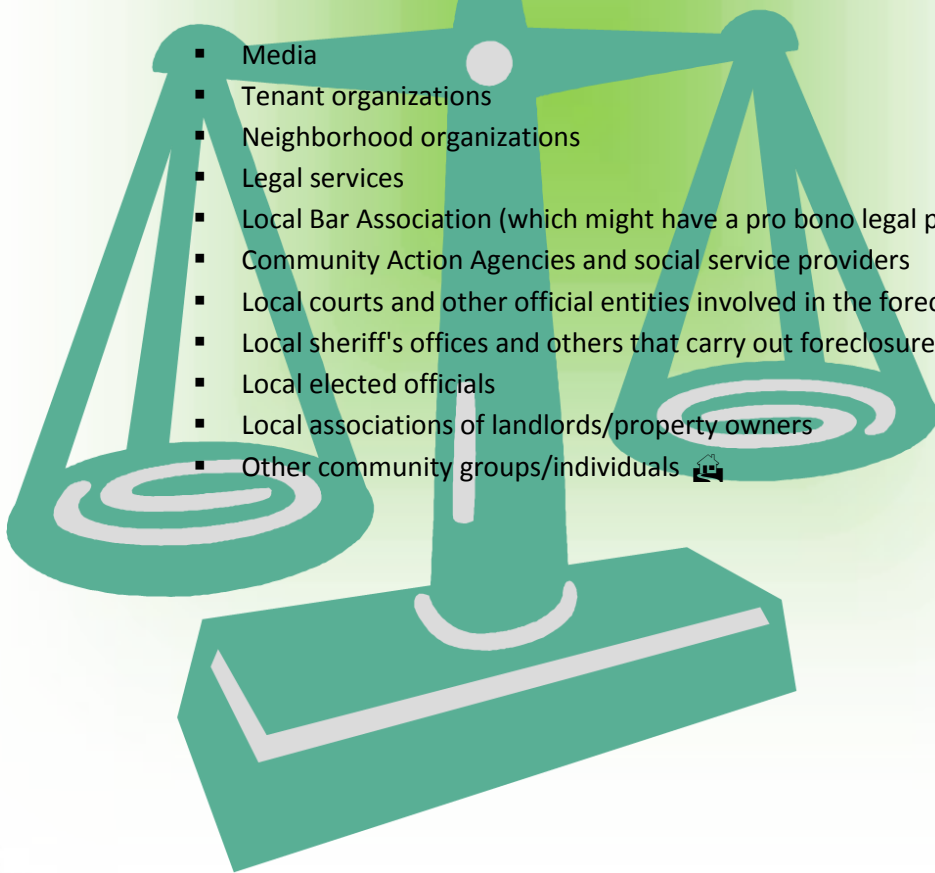 ▪ Media
▪ Tenant organizations
▪ Neighborhood organizations
▪ Legal services
▪ Local Bar Association (which might have a pro bono legal
▪ Community Action Agencies and social service providers
▪ Local courts and other official entities involved in the
▪ Local sheriff's offices and others that carry out foreclosure
▪ Local elected officials
▪ Local associations of landlords/property owners
▪ Other community groups/individuals